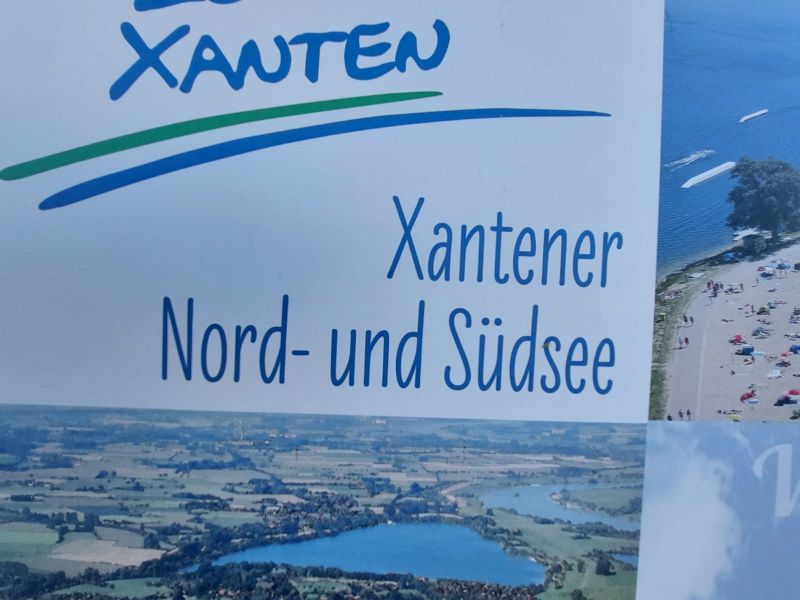 XANTEN
Xantener
Nord- und Südsee